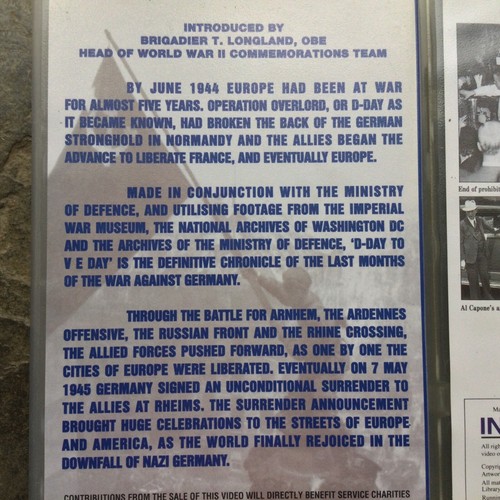 INTRODUCED BY
BRIGADIER T. LONGLAND, OBE
HEAD OF WORLD WAR II COMMEMORATIONS TEAM
BY JUNE 1944 EUROPE HAD BEEN AT WAR
FOR ALMOST FIVE YEARS. OPERATION OVERLORD, OR D-DAY AS
IT BECAME KNOWN, HAD BROKEN THE BACK OF THE GERMAN
STRONGHOLD IN NORMANDY AND THE ALLIES BEGAN THE
ADVANCE TO LIBERATE FRANCE, AND EVENTUALLY EUROPE.
MADE IN CONJUNCTION WITH THE MINISTRY
OF DEFENCE, AND UTILISING FOOTAGE FROM THE IMPERIAL
WAR MUSEUM, THE NATIONAL ARCHIVES OF WASHINGTON DC
AND THE ARCHIVES OF THE MINISTRY OF DEFENCE, 'D-DAY TO
V E DAY' IS THE DEFINITIVE CHRONICLE OF THE LAST MONTHS
OF THE WAR AGAINST GERMANY.
THROUGH THE BATTLE FOR ARNHEM, THE ARDENNES
OFFENSIVE, THE RUSSIAN FRONT AND THE RHINE CROSSING,
THE ALLIED FORCES PUSHED FORWARD, AS ONE BY ONE THE
CITIES OF EUROPE WERE LIBERATED. EVENTUALLY ON 7 MAY
1945 GERMANY SIGNED AN UNCONDITIONAL SURRENDER TO
THE ALLIES AT RHEIMS. THE SURRENDER ANNOUNCEMENT
BROUGHT HUGE CELEBRATIONS TO THE STREETS OF EUROPE
AND AMERICA, AS THE WORLD FINALLY REJOICED IN THE
DOWNFALL OF NAZI GERMANY.
CONTRIBUTIONS FROM THE SALE OF THIS VIDEO WILL DIRECTLY BENEFIT SERVICE CHARITIES
End of prohibit
Al Capone's a
Ma
IN
All rig
video o
Artwor
All mat
Library